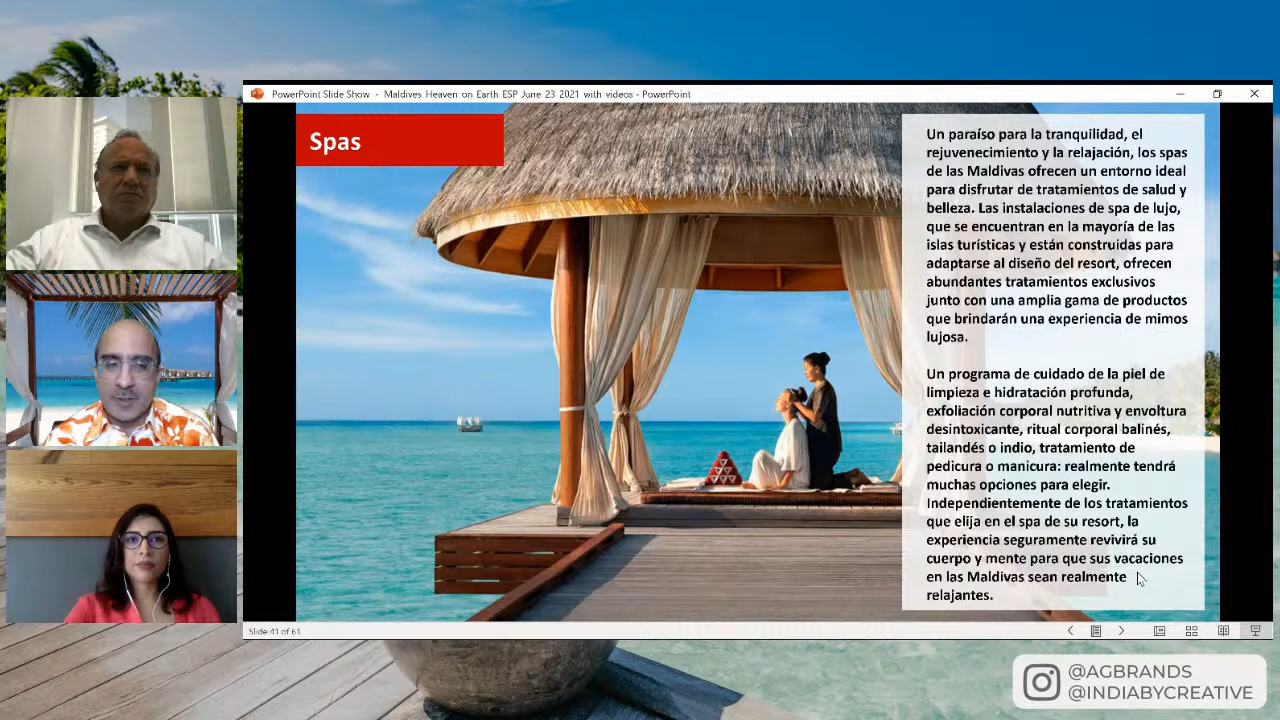 PowerPoint Slide Show - Maldives Heaven on Earth ESP June 23 2021 with videos - PowerPoint
Spas
Un paraíso para la tranquilidad, el
rejuvenecimiento y la relajación, los spas
de las Maldivas ofrecen un entorno ideal
para disfrutar de tratamientos de salud y
belleza. Las instalaciones de spa de lujo,
que se encuentran en la mayoría de las
islas turísticas y están construidas para
adaptarse al diseño del resort, ofrecen
abundantes tratamientos exclusivos
junto con una amplia gama de productos
que brindarán una experiencia de mimos
lujosa.
Un programa de cuidado de la piel de
limpieza e hidratación profunda,
exfoliación corporal nutritiva y envoltura
desintoxicante, ritual corporal balinés,
tailandés o indio, tratamiento de
pedicura o manicura: realmente tendrá
muchas opciones para elegir.
Independientemente de los tratamientos
que elija en el spa de su resort, la
experiencia seguramente revivirá su
cuerpo y mente para que sus vacaciones
en las Maldivas sean realmente
relajantes.
Slide 41 of 61
@AGBRANDS
@INDIABYCREATIVE